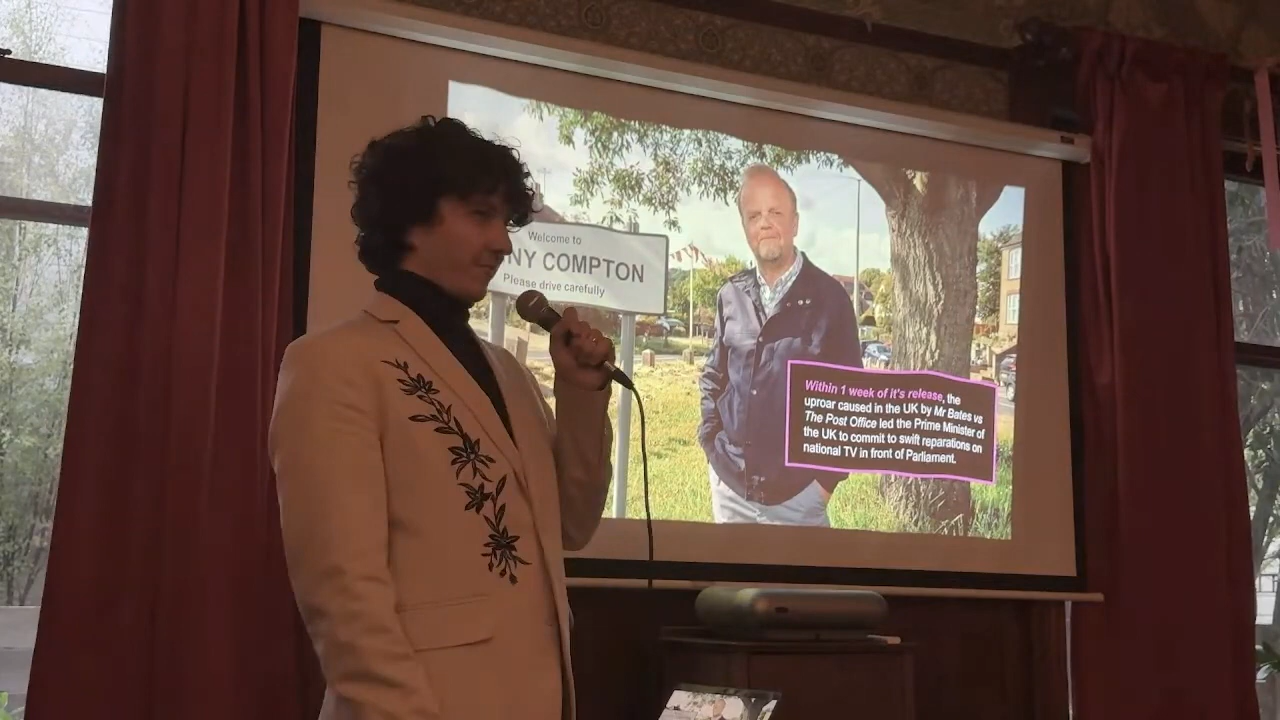 Welcome to
NY COMPTON
Please drive carefully
Within 1 week of it's release, the
uproar caused in the UK by Mr Bates vs
The Post Office led the Prime Minister of
the UK to commit to swift reparations on
national TV in front of Parliament.